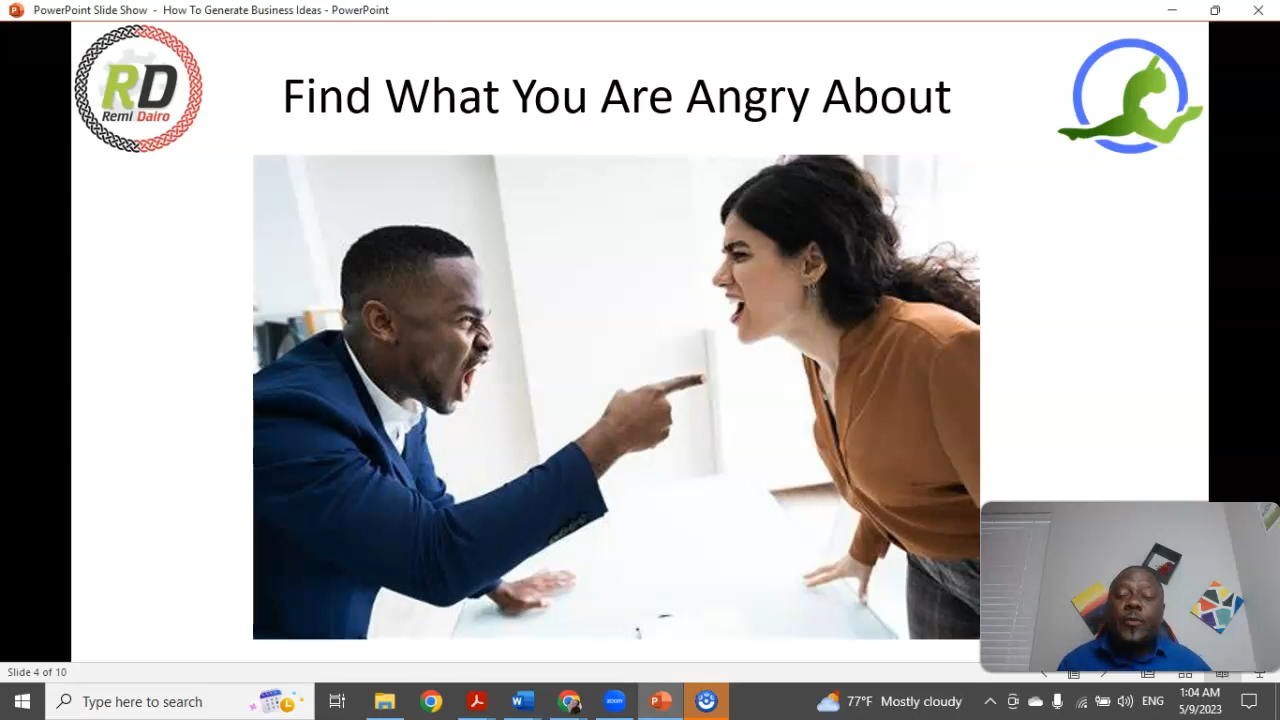 PowerPoint Slide Show - How To Generate Business Ideas - PowerPoint
RD
Remi Dairo
Find What You Are Angry About
Slide 4 of 10
Type here to search
zoom
77°F Mostly cloudy
ENG
1:04 AM
5/9/2023